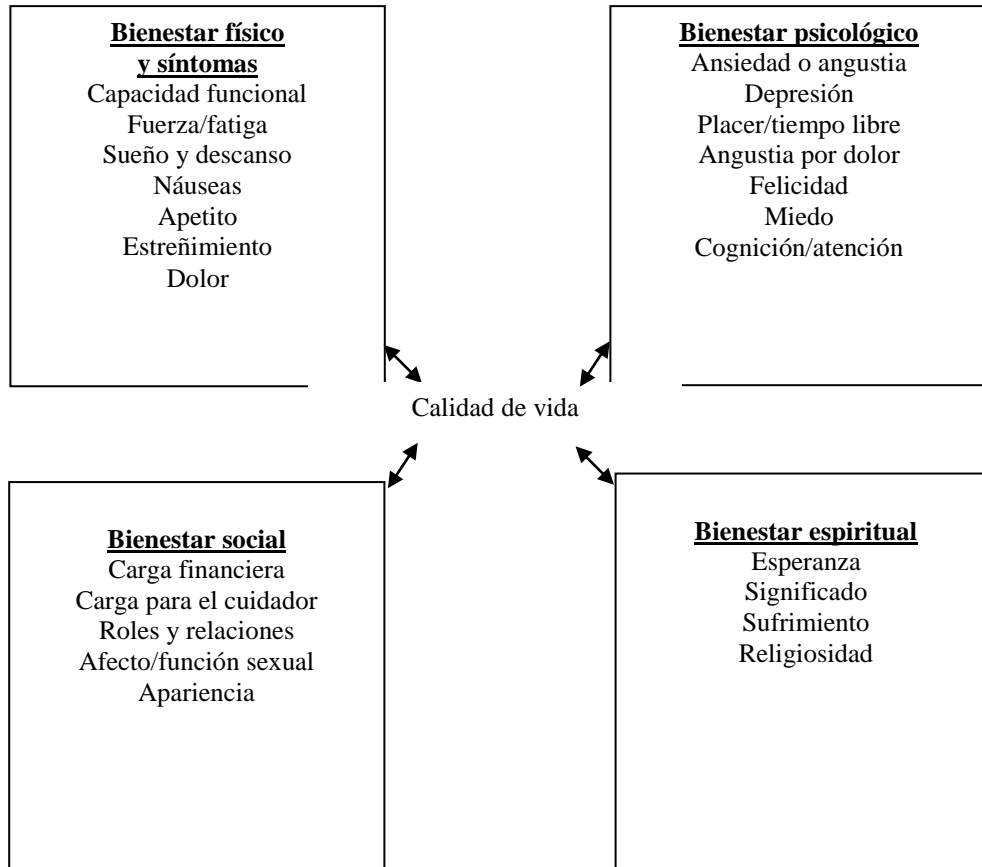 Bienestar físico
y síntomas
Capacidad funcional
Fuerza/fatiga
Sueño y descanso
Náuseas
Apetito
Estreñimiento
Dolor
Bienestar psicológico
Ansiedad o angustia
Depresión
Placer/tiempo libre
Angustia por dolor
Felicidad
Miedo
Cognición/atención
Calidad de vida
Bienestar social
Carga financiera
Carga para el cuidador
Roles y relaciones
Afecto/función sexual
Apariencia
Bienestar espiritual
Esperanza
Significado
Sufrimiento
Religiosidad